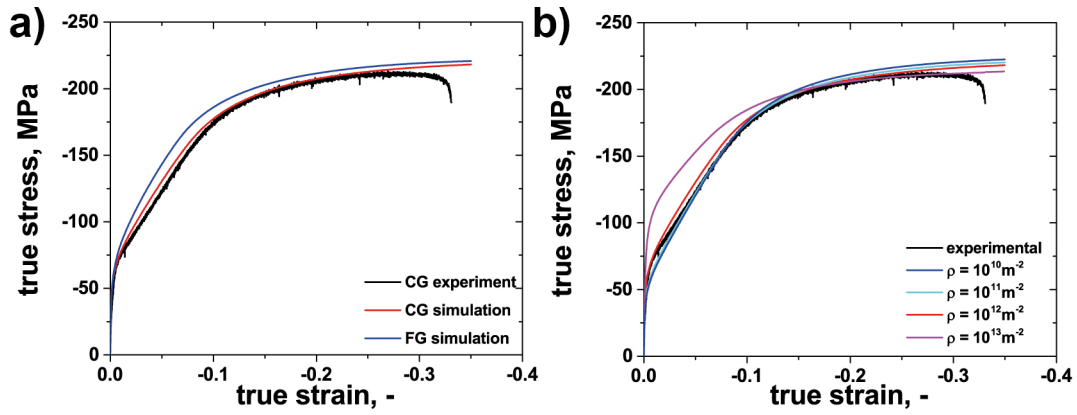 a)
true stress, MPa
-250
-200
-150
-100
-50
0
0.0
-0.1
-0.2
-0.3
-0.4
true strain, -
CG experiment
CG simulation
FG simulation
b)
true stress, MPa
-250
-200
-150
-100
-50
0
0.0
-0.1
-0.2
-0.3
-0.4
true strain, -
experimental
ρ = 10¹⁰m⁻²
ρ = 10¹¹m⁻²
ρ = 10¹²m⁻²
ρ = 10¹³m⁻²